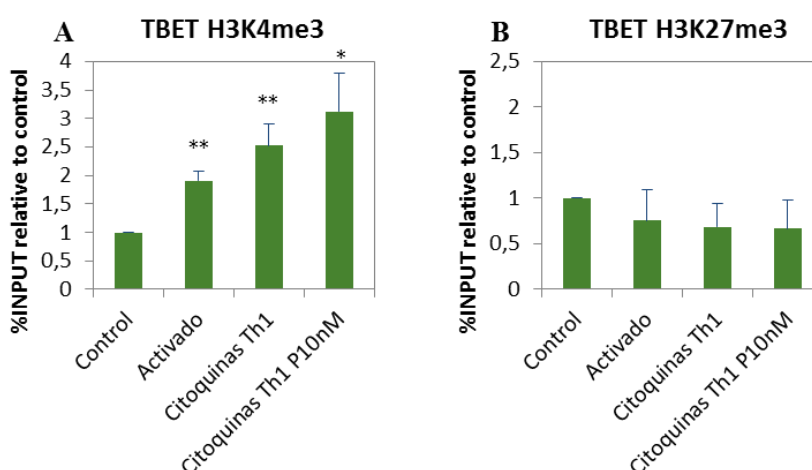 A
TBET H3K4me3
%INPUT relative to control
4
3,5
3
2,5
2
1,5
1
0,5
0
**
**
*
Control
Activado
Citoquinas Th1
Citoquinas Th1 P10nM
B
TBET H3K27me3
%INPUT relative to control
2,5
2
1,5
1
0,5
0
Control
Activado
Citoquinas Th1
Citoquinas Th1 P10nM